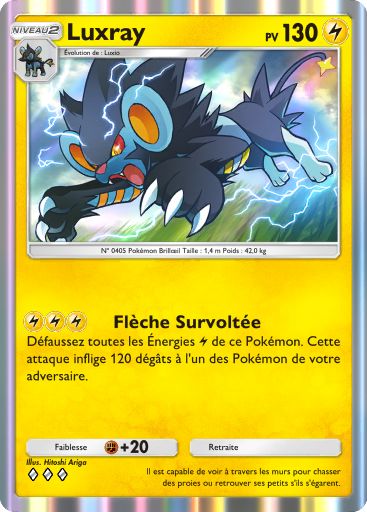 NIVEAU 2
Luxray
PV 130
Évolution de : Luxio
N° 0405 Pokémon Brillœil Taille : 1,4 m Poids : 42,0 kg
Flèche Survoltée
Défaussez toutes les Énergies de ce Pokémon. Cette
attaque inflige 120 dégâts à l'un des Pokémon de votre
adversaire.
Faiblesse +20 Retraite
Illus. Hitoshi Ariga
Il est capable de voir à travers les murs pour chasser
des proies ou retrouver ses petits s'ils s'égarent.